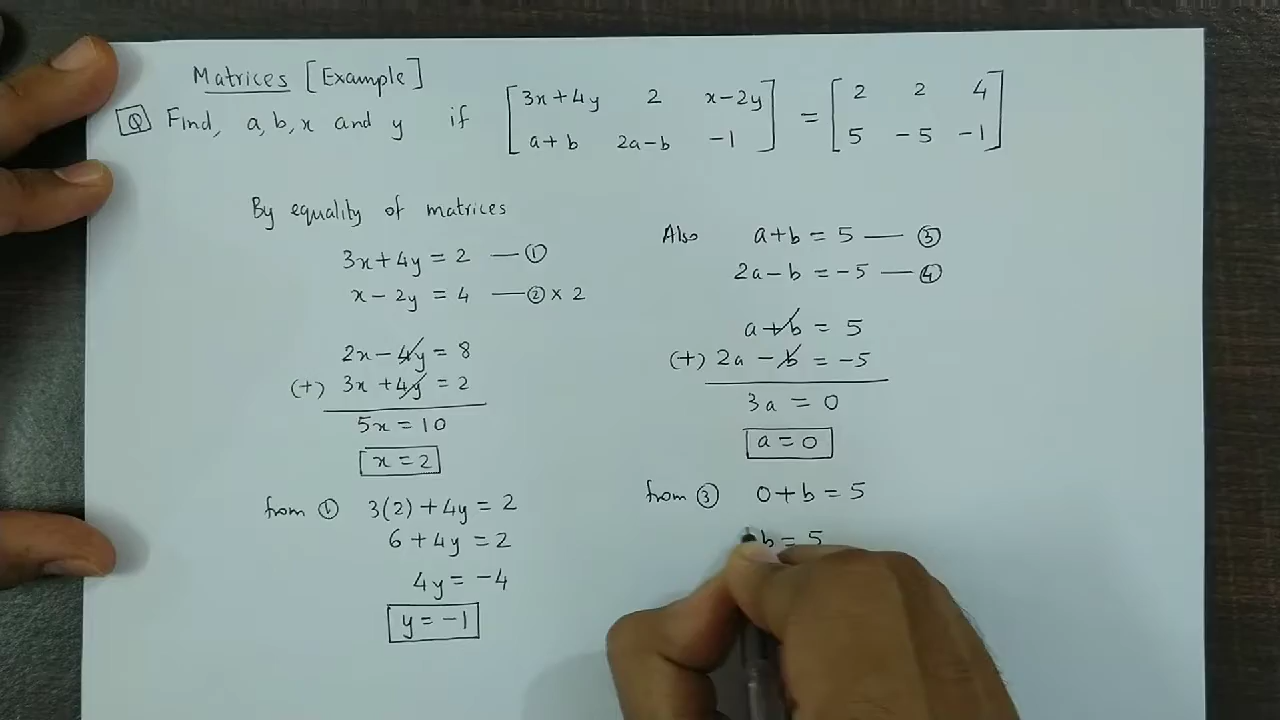 Matrices [Example]
Q Find, a, b, x and y if [3x+4y 2 x-2y] = [2 2 4]
[a+b 2a-b -1] [5 -5 -1]
By equality of matrices
3x+4y = 2 — ①
x-2y = 4 — ② × 2
2x-4y = 8
(+) 3x+4y = 2
5x = 10
x = 2
from ① 3(2)+4y = 2
6+4y = 2
4y = -4
y = -1
Also a+b = 5 — ③
2a-b = -5 — ④
a+b = 5
(+) 2a-b = -5
3a = 0
a = 0
from ③ 0+b = 5
b = 5